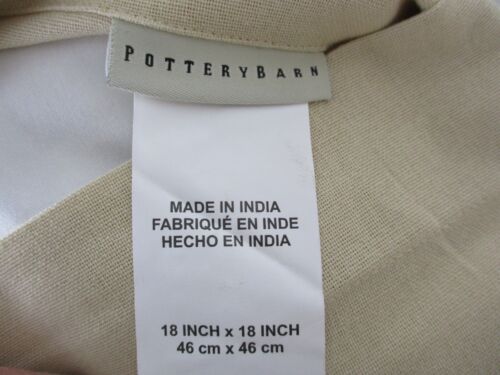 POTTERYBARN
MADE IN INDIA
FABRIQUÉ EN INDE
HECHO EN INDIA
18 INCH x 18 INCH
46 cm x 46 cm